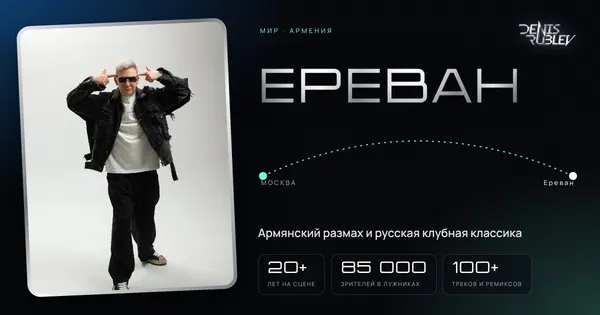 МИР · АРМЕНИЯ
DENIS
RUBLEV
ЕРЕВАН
МОСКВА
Ереван
Армянский размах и русская клубная классика
20+
ЛЕТ НА СЦЕНЕ
85 000
ЗРИТЕЛЕЙ В ЛУЖНИКАХ
100+
ТРЕКОВ И РЕМИКСОВ